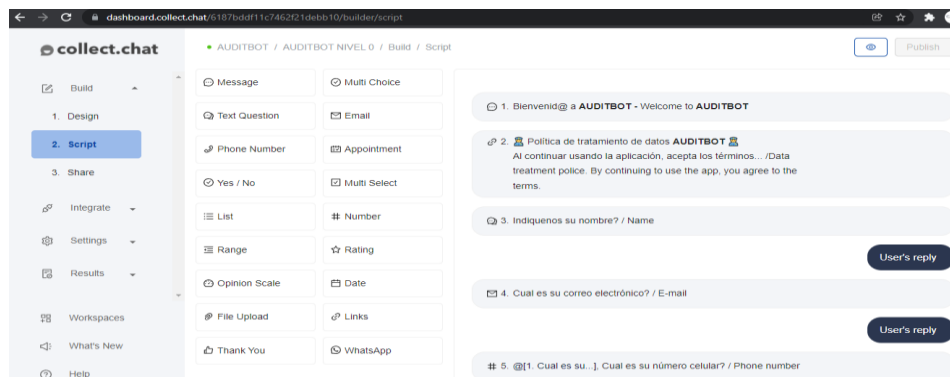 dashboard.collect.chat/6187bddf11c7462f21debb10/builder/script
collect.chat
AUDITBOT / AUDITBOT NIVEL 0 / Build / Script
Publish
Build
1. Design
2. Script
3. Share
Integrate
Settings
Results
Workspaces
What's New
Help
Message
Multi Choice
Text Question
Email
Phone Number
Appointment
Yes / No
Multi Select
List
# Number
Range
Rating
Opinion Scale
Date
File Upload
Links
Thank You
WhatsApp
1. Bienvenid@ a AUDITBOT - Welcome to AUDITBOT
2. Política de tratamiento de datos AUDITBOT
Al continuar usando la aplicación, acepta los términos... /Data
treatment police. By continuing to use the app, you agree to the
terms.
3. Indiquenos su nombre? / Name
User's reply
4. Cual es su correo electrónico? / E-mail
User's reply
# 5. @[1. Cual es su...], Cual es su número celular? / Phone number